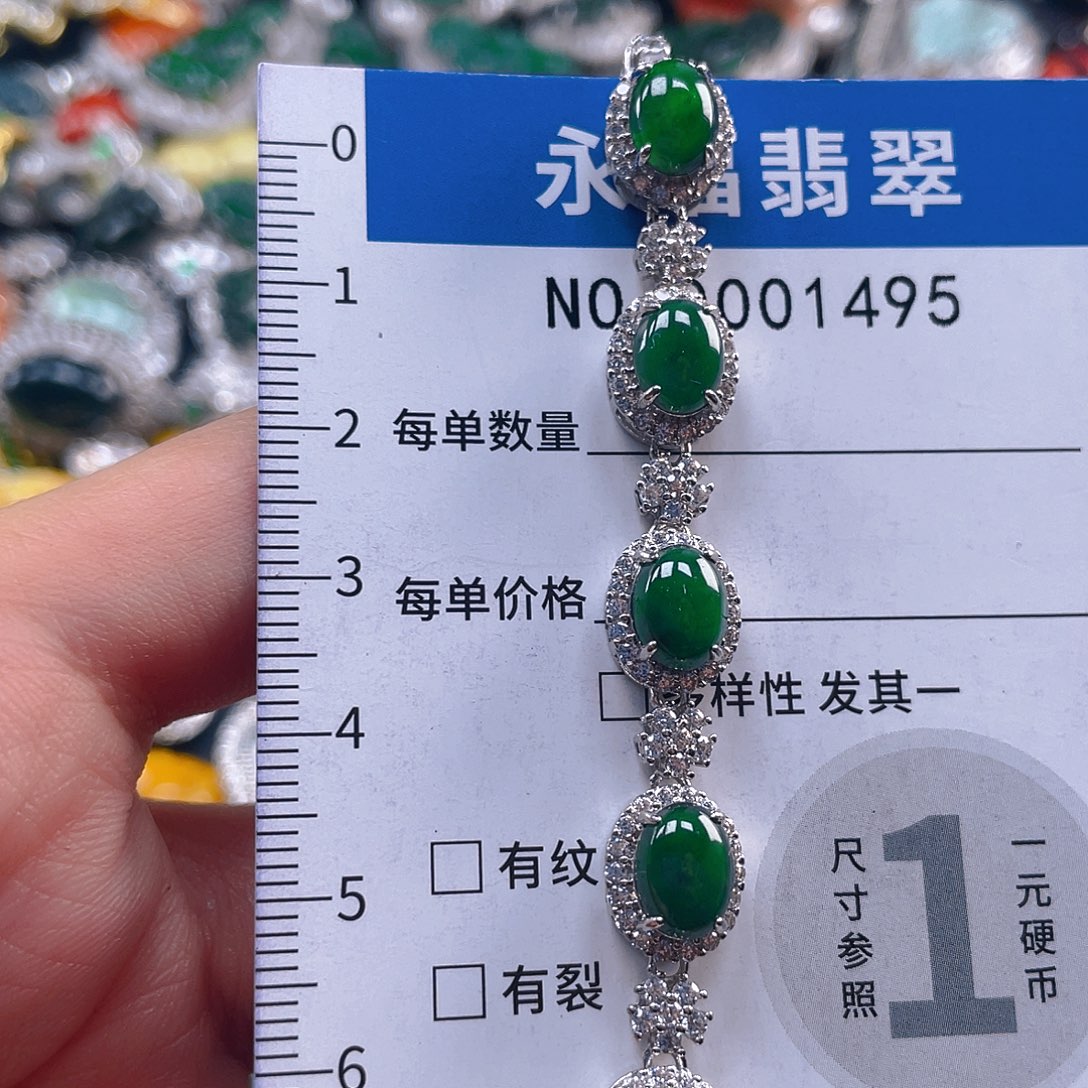 0
永 翡翠
1
NO 001495
2
每单数量
3
每单价格
样性 发其一
4
尺寸参照
1
一元硬币
有纹
5
有裂
6